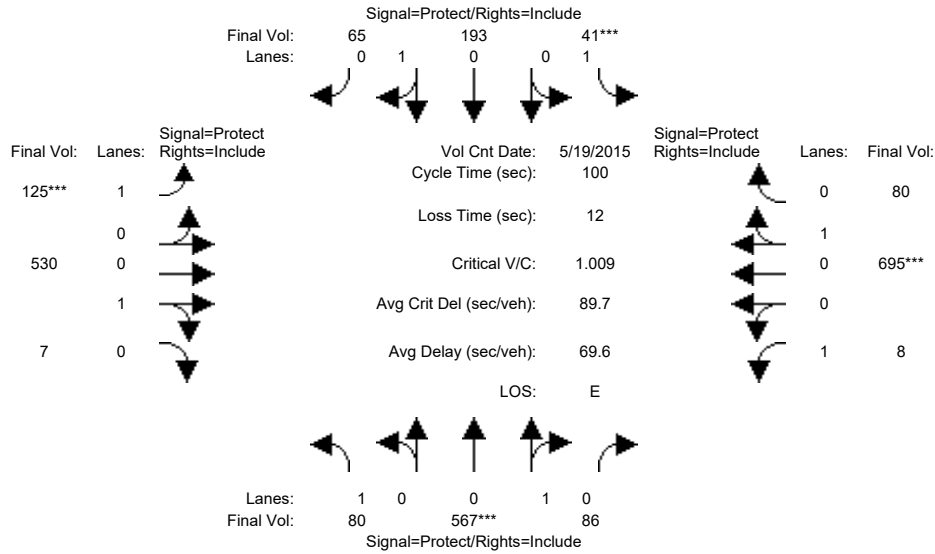 Signal=Protect/Rights=Include
Final Vol: 65 193 41***
Lanes: 0 1 0 0 1
Signal=Protect
Final Vol: Lanes: Rights=Include
Vol Cnt Date: 5/19/2015
Signal=Protect
Rights=Include Lanes: Final Vol:
Cycle Time (sec): 100
125*** 1
0 80
Loss Time (sec): 12
0
1
530 0
Critical V/C: 1.009
0 695***
1
Avg Crit Del (sec/veh): 89.7
0
7 0
Avg Delay (sec/veh): 69.6
1 8
LOS: E
Lanes: 1 0 0 1 0
Final Vol: 80 567*** 86
Signal=Protect/Rights=Include